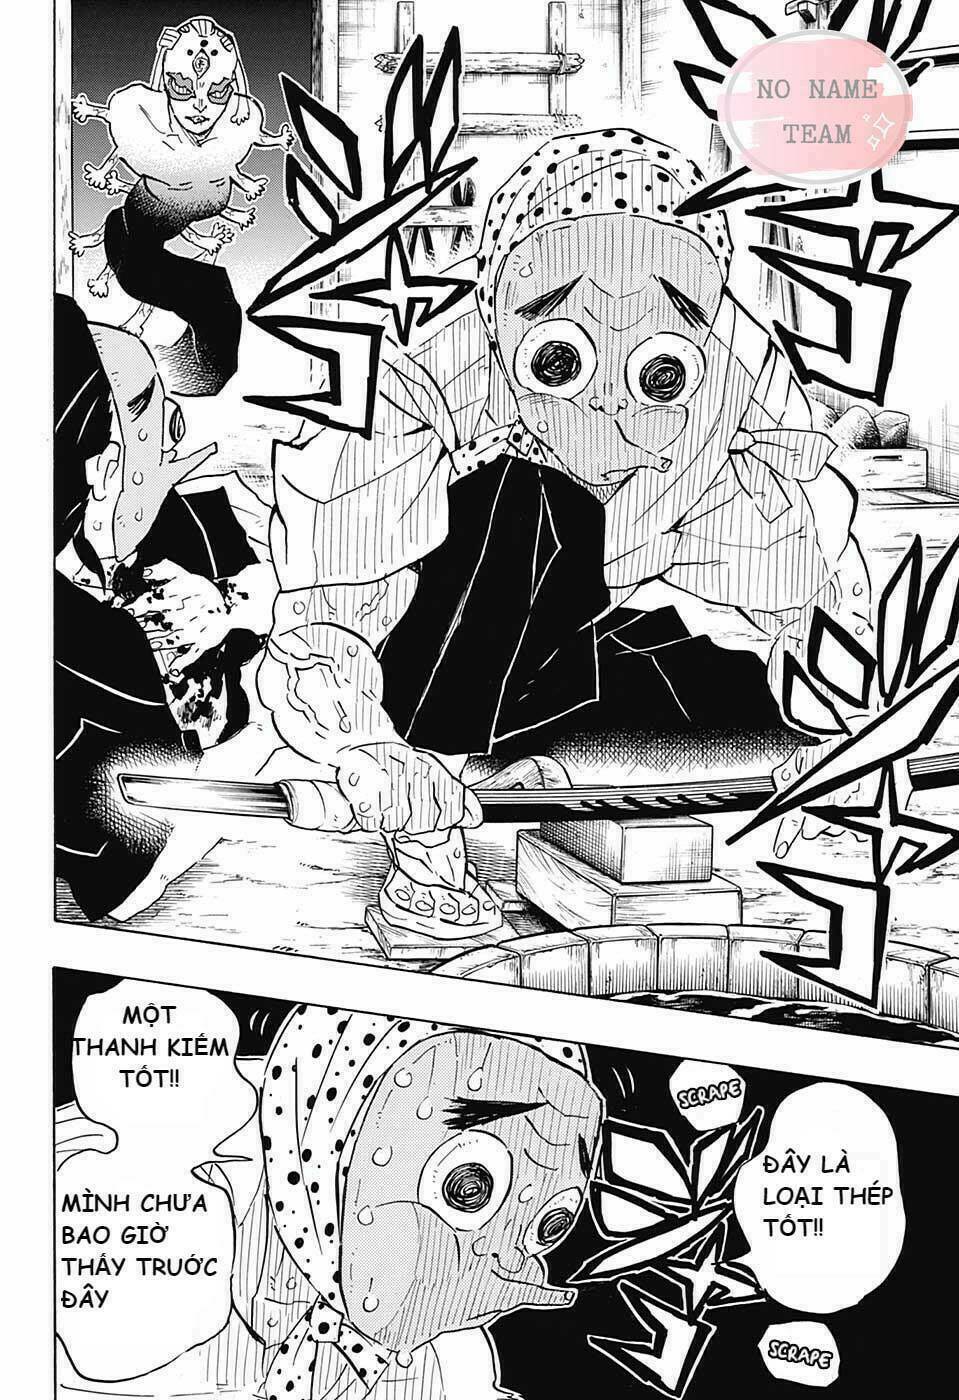 NO NAME
TEAM
SCRAPE
ĐÂY LÀ
LOẠI THÉP
TỐT!!
SCRAPE
MỘT
THANH KIẾM
TỐT!!
MÌNH CHƯA
BAO GIỜ
THẤY TRƯỚC
ĐÂY